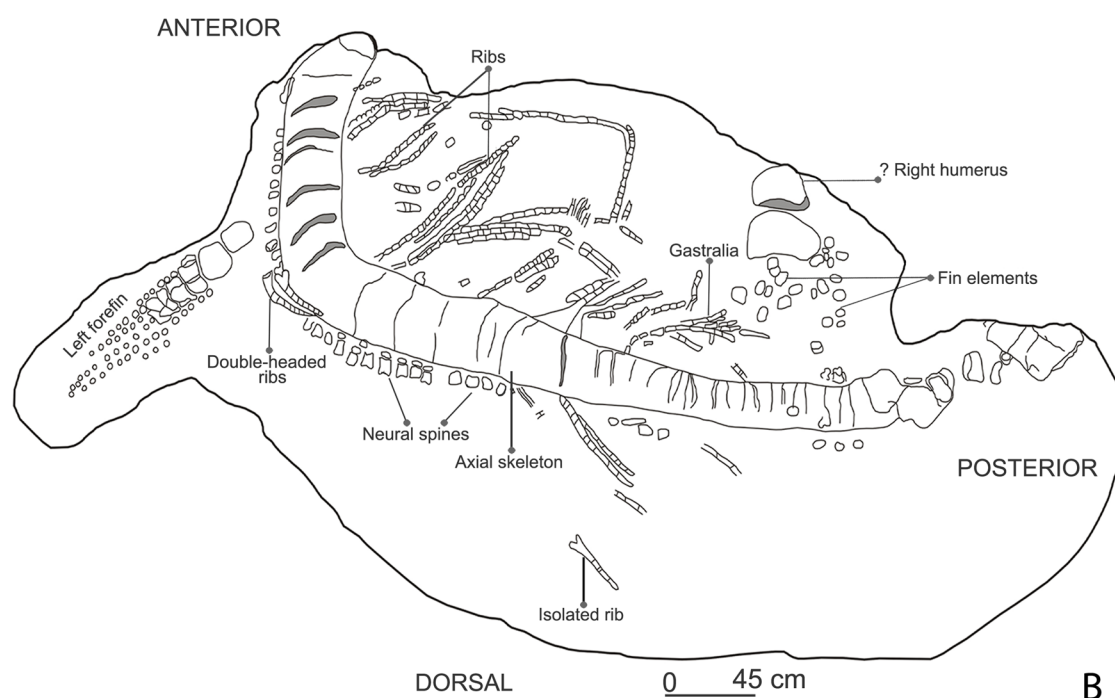 ANTERIOR
Ribs
? Right humerus
Gastralia
Fin elements
Left forefin
Double-headed
ribs
Neural spines
Axial skeleton
POSTERIOR
Isolated rib
DORSAL
0 45 cm
B